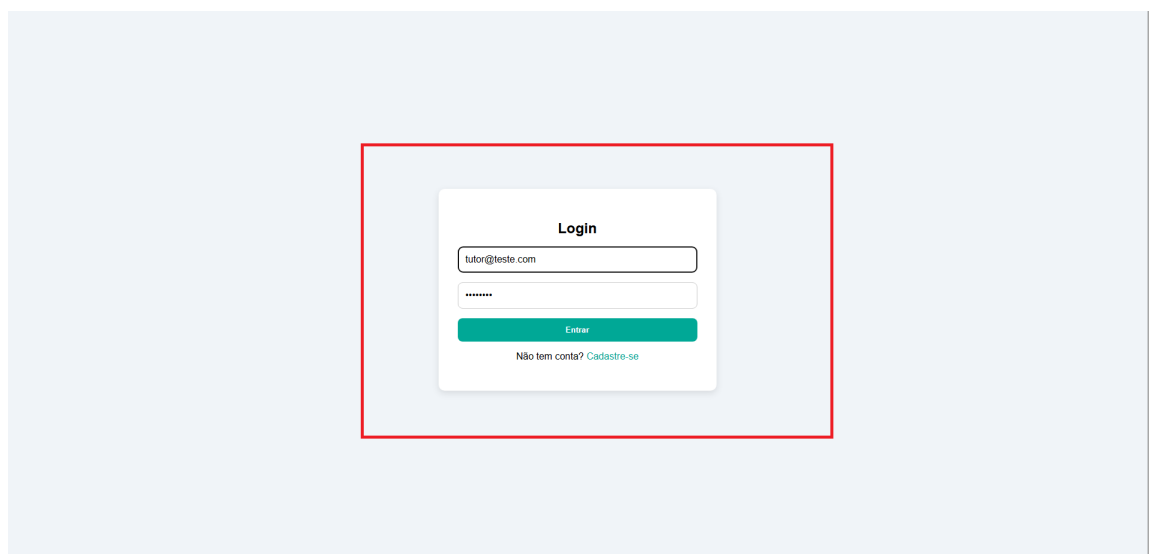 Login
tutor@teste.com
••••••••
Entrar
Não tem conta? Cadastre-se